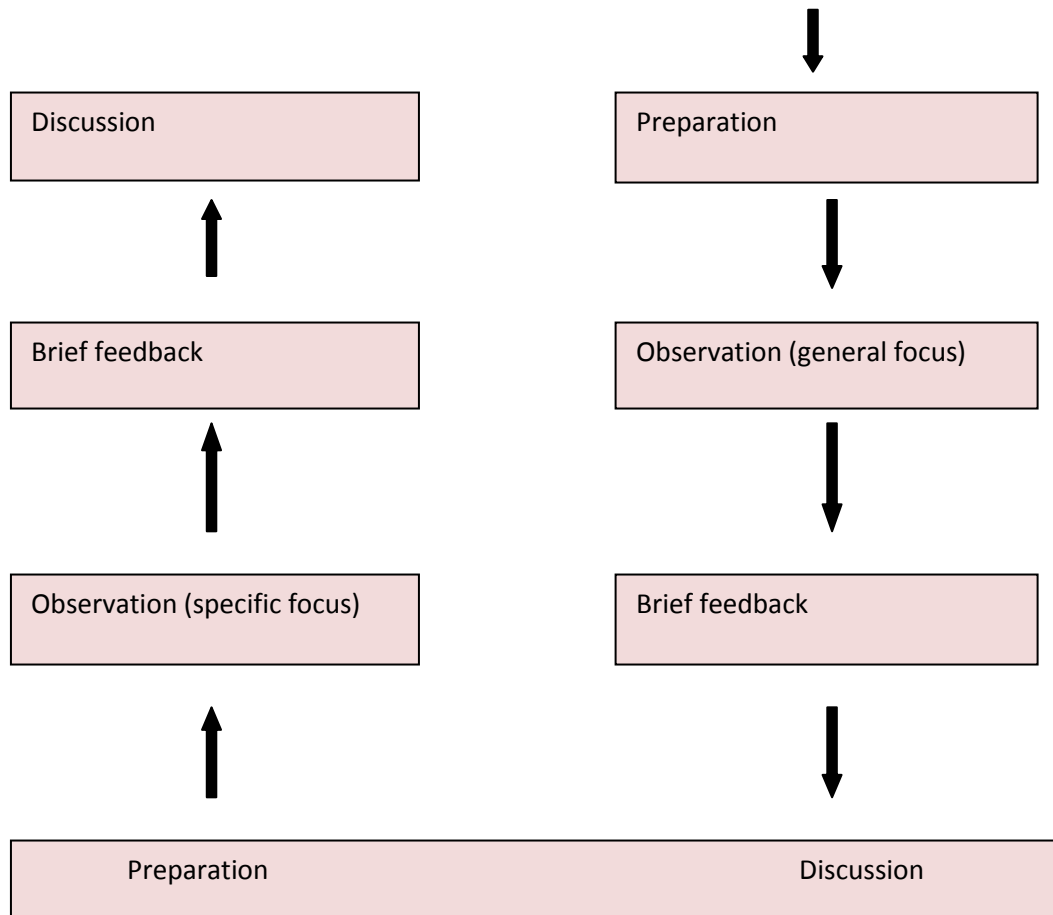 Discussion
Preparation
Brief feedback
Observation (general focus)
Observation (specific focus)
Brief feedback
Preparation
Discussion